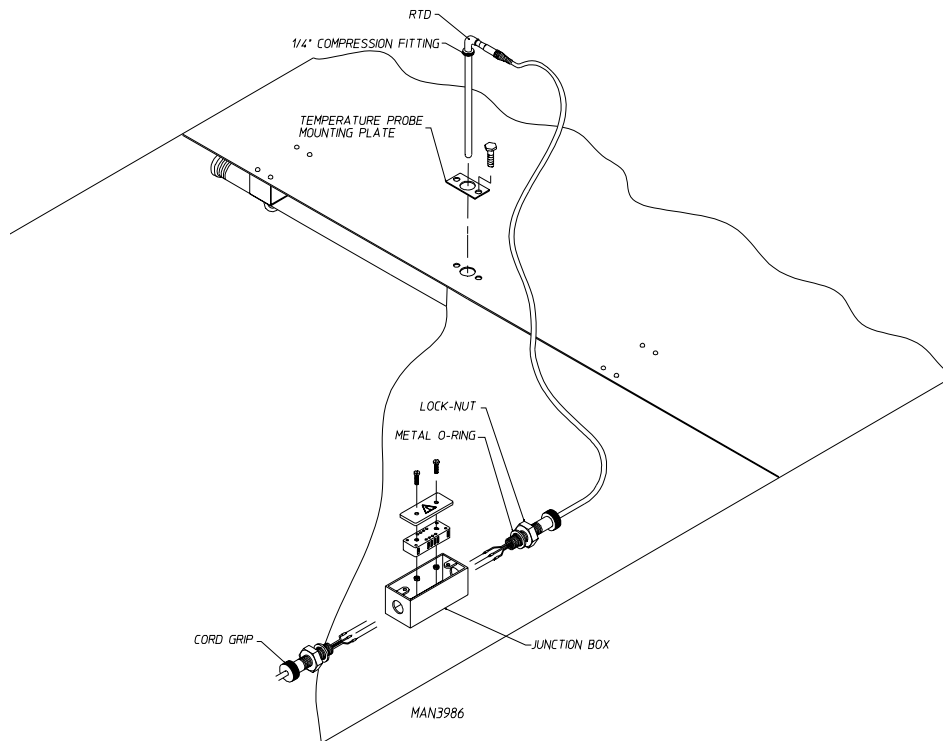 RTD
1/4" COMPRESSION FITTING
TEMPERATURE PROBE
MOUNTING PLATE
LOCK-NUT
METAL O-RING
CORD GRIP
JUNCTION BOX
MAN3986